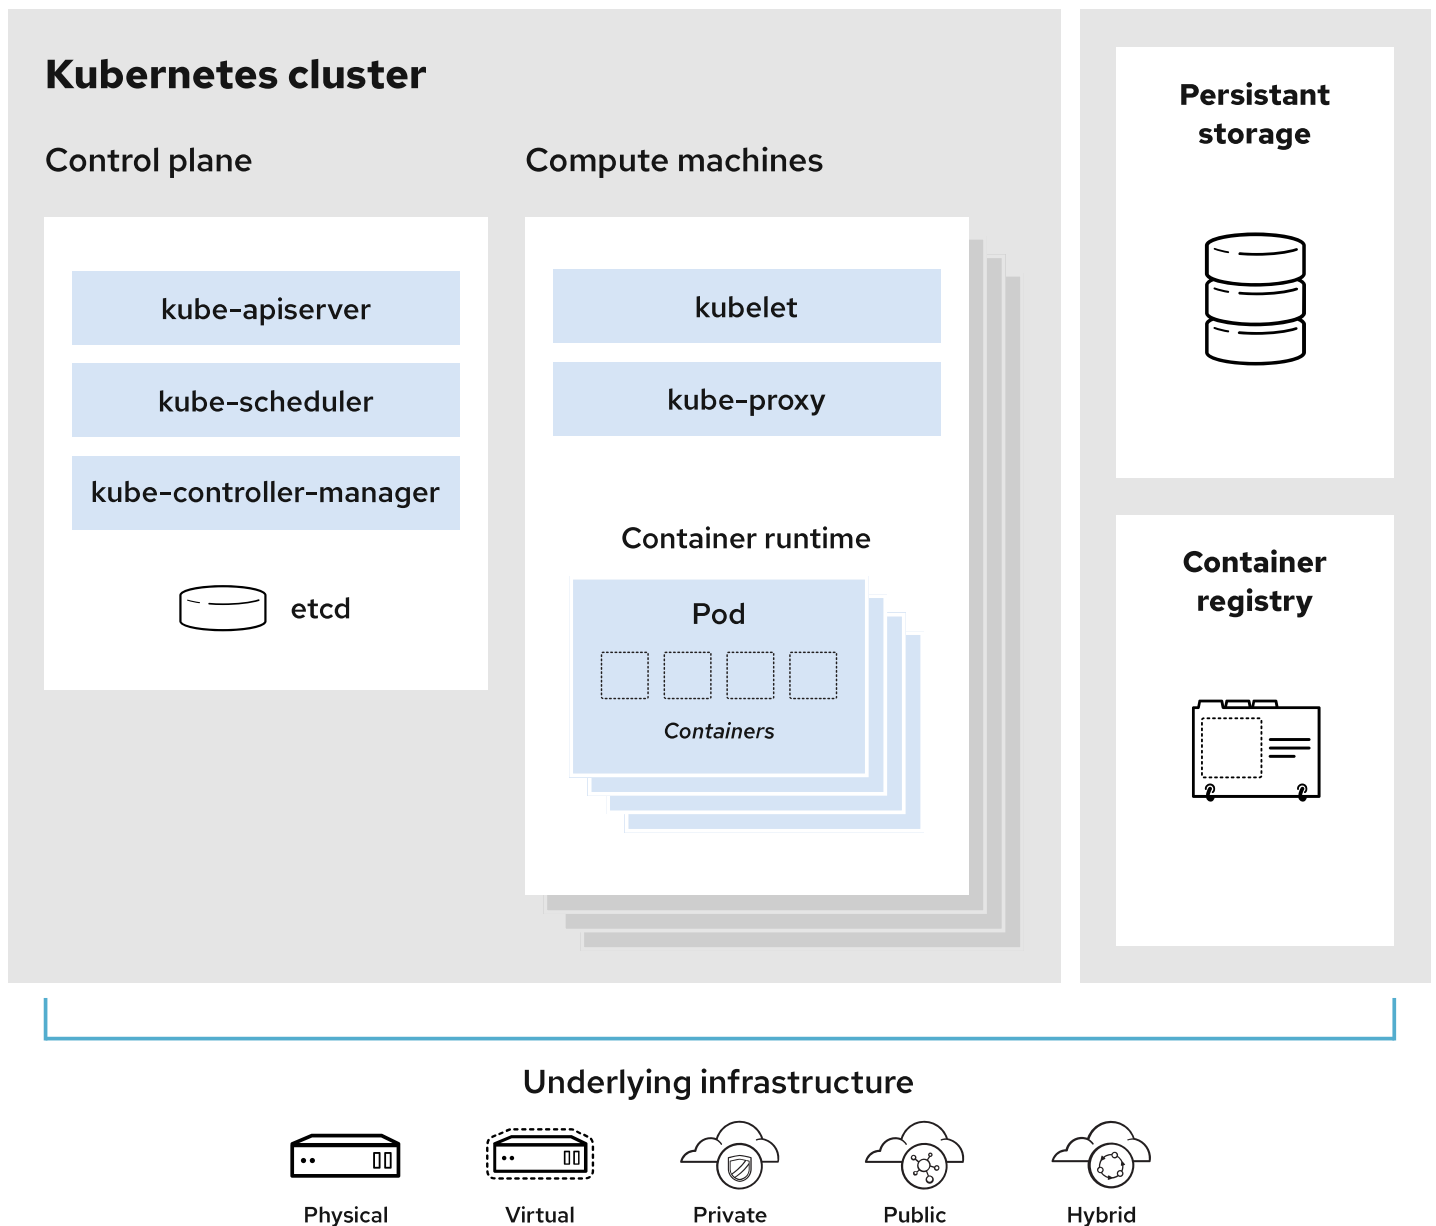 Kubernetes cluster
Control plane
kube-apiserver
kube-scheduler
kube-controller-manager
etcd
Compute machines
kubelet
kube-proxy
Container runtime
Pod
Containers
Persistant
storage
Container
registry
Underlying infrastructure
Physical
Virtual
Private
Public
Hybrid